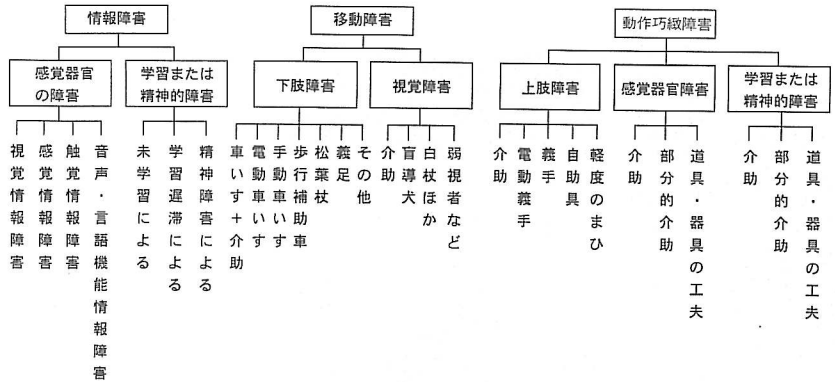 情報障害
感覚器官
の障害
視覚情報障害
感覚情報障害
触覚情報障害
音声・言語機能情報障害
学習または
精神的障害
未学習による
学習遅滞による
精神障害による
移動障害
下肢障害
車いす+介助
電動車いす
手動車いす
歩行補助車
松葉杖
義足
その他
視覚障害
介助
盲導犬
白杖ほか
弱視者など
動作巧緻障害
上肢障害
介助
電動義手
義手
自助具
軽度のまひ
感覚器官障害
介助
部分的介助
道具・器具の工夫
学習または
精神的障害
介助
部分的介助
道具・器具の工夫